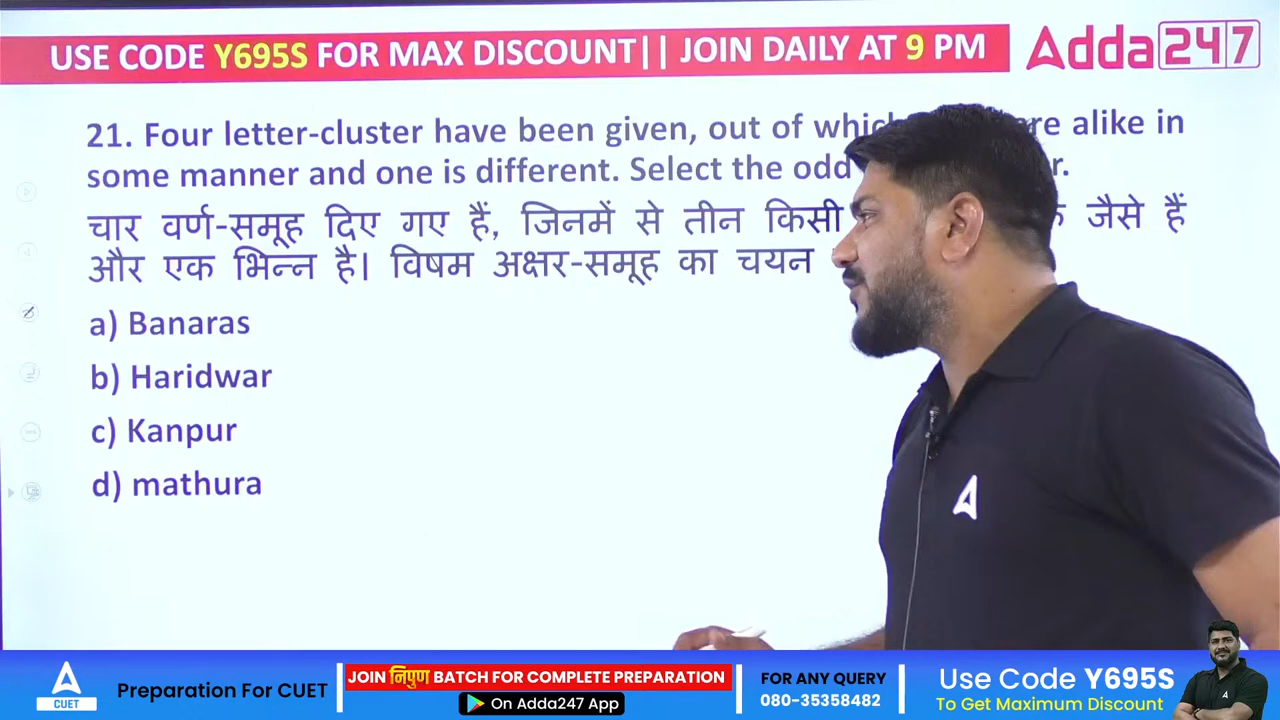 USE CODE Y695S FOR MAX DISCOUNT|| JOIN DAILY AT 9 PM
Adda247
21. Four letter-cluster have been given, out of which re alike in
some manner and one is different. Select the odd r.
चार वर्ण-समूह दिए गए हैं, जिनमें से तीन किसी जैसे हैं
और एक भिन्न है। विषम अक्षर-समूह का चयन
a) Banaras
b) Haridwar
c) Kanpur
d) mathura
CUET
Preparation For CUET
JOIN निपुण BATCH FOR COMPLETE PREPARATION
On Adda247 App
FOR ANY QUERY
080-35358482
Use Code Y695S
To Get Maximum Discount